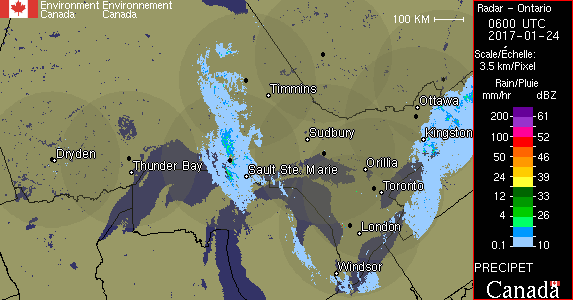 Environment Environnement
Canada Canada
100 KM
Timmins
Ottawa
Sudbury
Kingston
Dryden
Thunder Bay
Sault Ste. Marie
Orillia
Toronto
London
Windsor
Radar - Ontario
0600 UTC
2017-01-24
Scale/Échelle:
3.5 km/Pixel
Rain/Pluie
mm/hr dBZ
200 61
100 52
50 46
24 39
12 33
4 26
0.1 10
PRECIPET
Canada